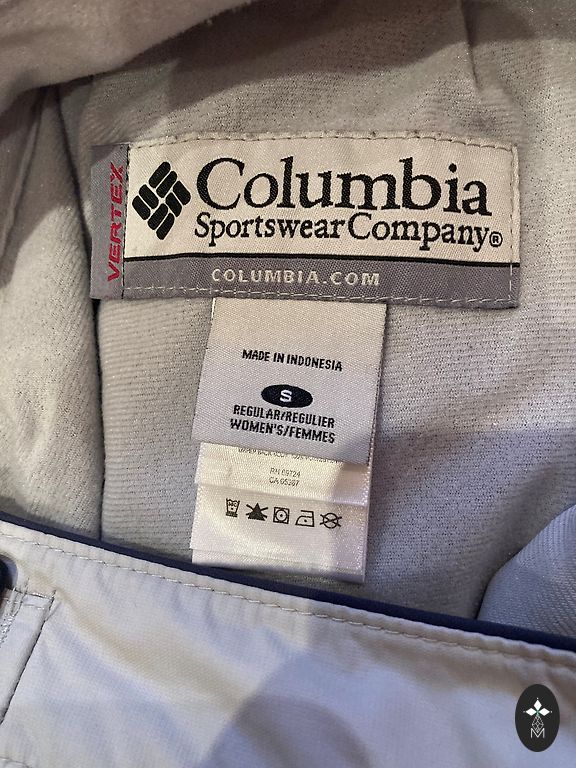 VERTEX
Columbia
Sportswear Company®
COLUMBIA.COM
MADE IN INDONESIA
S
REGULAR/REGULIER
WOMEN'S/FEMMES
RN 69724
CA 05367
M